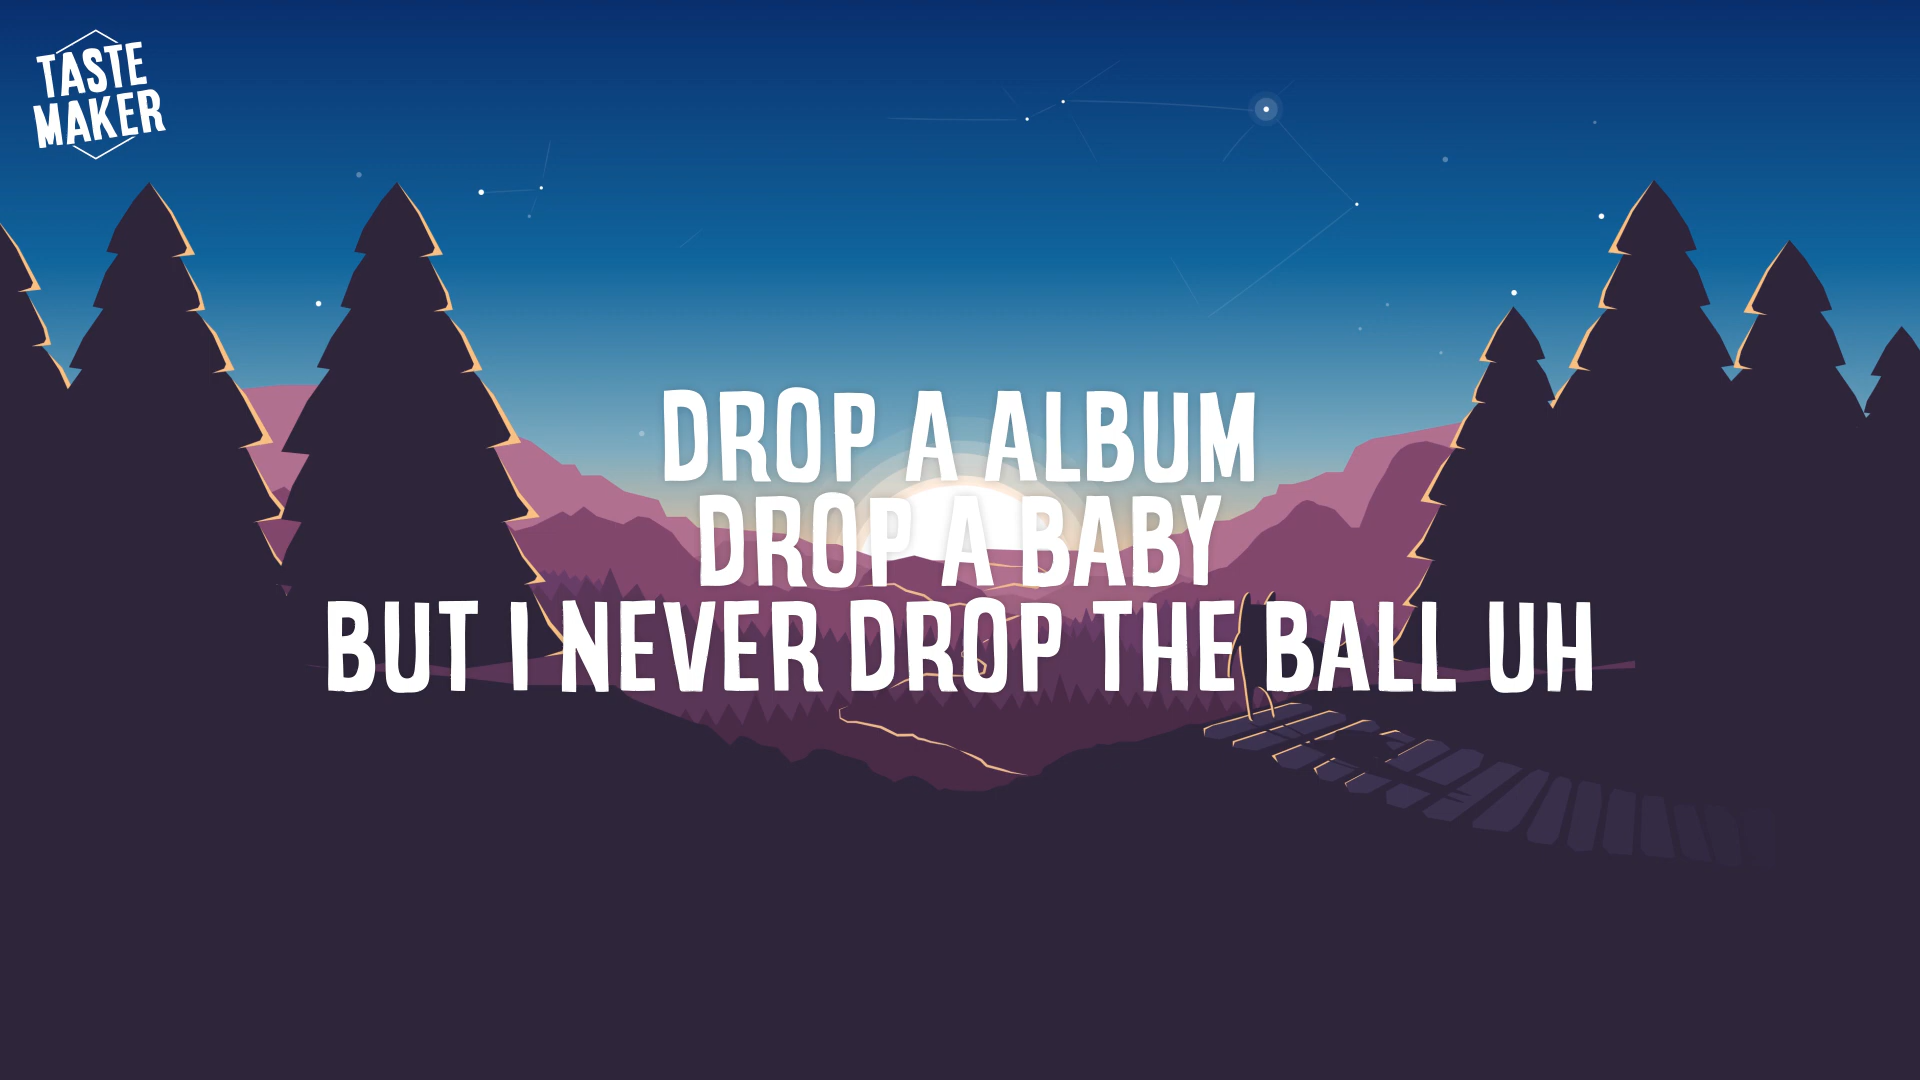 TASTE
MAKER
DROP A ALBUM
DROP A BABY
BUT I NEVER DROP THE BALL UH